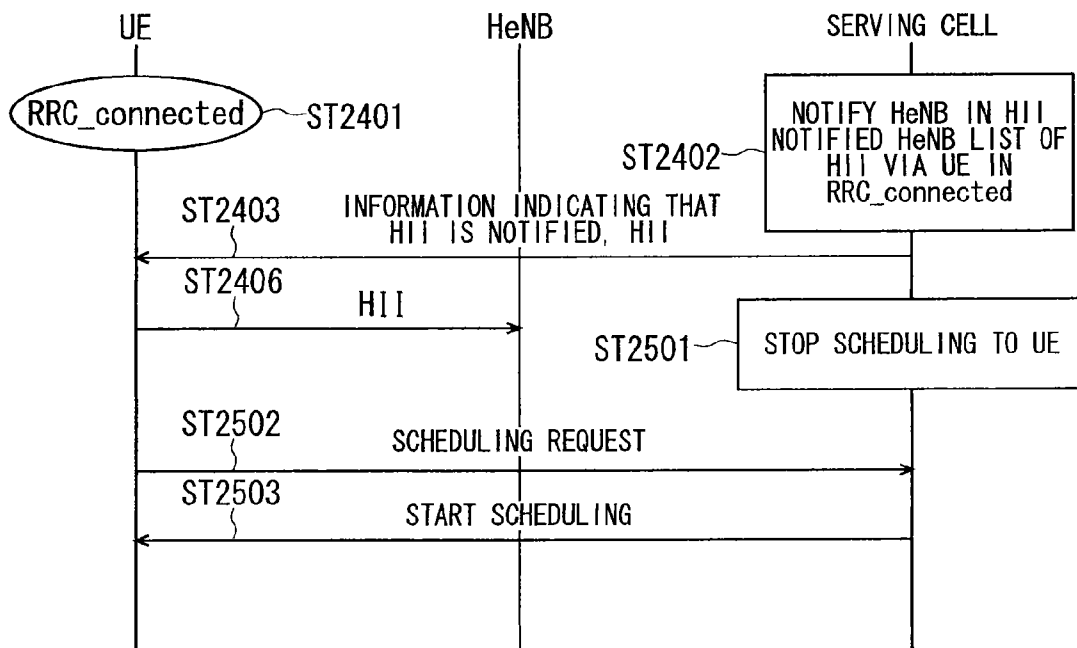 UE
HeNB
SERVING CELL
RRC_connected
ST2401
NOTIFY HeNB IN HII
NOTIFIED HeNB LIST OF
HII VIA UE IN
RRC_connected
ST2402
ST2403
INFORMATION INDICATING THAT
HII IS NOTIFIED, HII
ST2406
HII
ST2501
STOP SCHEDULING TO UE
ST2502
SCHEDULING REQUEST
ST2503
START SCHEDULING